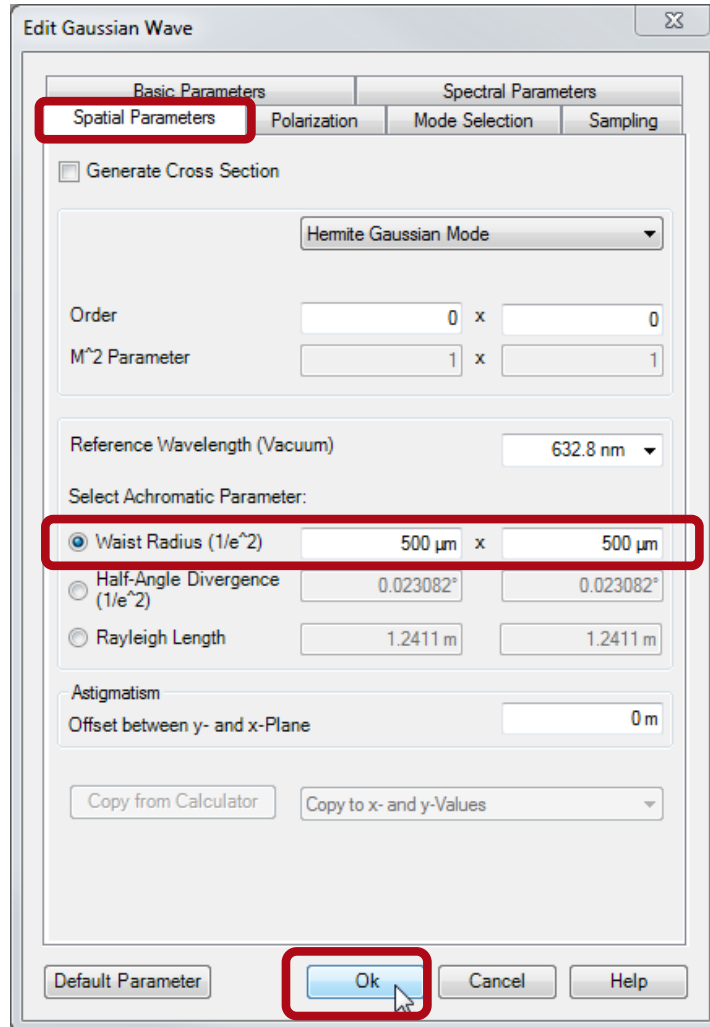 Edit Gaussian Wave
Basic Parameters Spectral Parameters
Spatial Parameters Polarization Mode Selection Sampling
Generate Cross Section
Hermite Gaussian Mode
Order 0 x 0
M^2 Parameter 1 x 1
Reference Wavelength (Vacuum) 632.8 nm
Select Achromatic Parameter:
Waist Radius (1/e^2) 500 µm x 500 µm
Half-Angle Divergence
(1/e^2) 0.023082° 0.023082°
Rayleigh Length 1.2411 m 1.2411 m
Astigmatism
Offset between y- and x-Plane 0 m
Copy from Calculator Copy to x- and y-Values
Default Parameter Ok Cancel Help